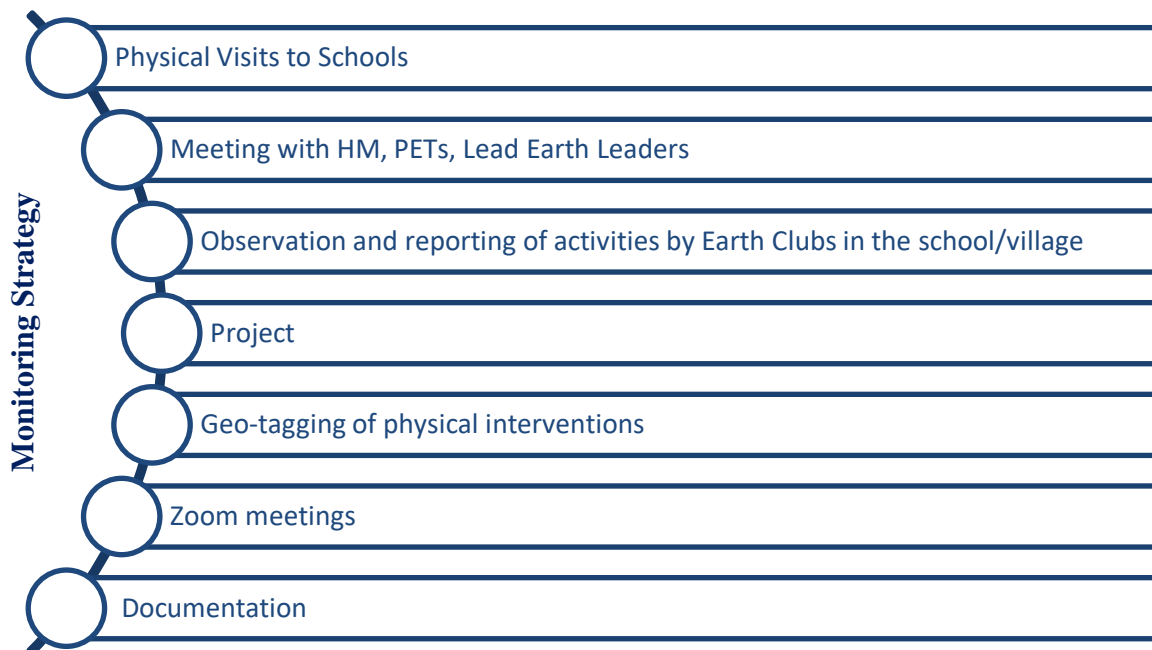 Monitoring Strategy
Physical Visits to Schools
Meeting with HM, PETs, Lead Earth Leaders
Observation and reporting of activities by Earth Clubs in the school/village
Project
Geo-tagging of physical interventions
Zoom meetings
Documentation